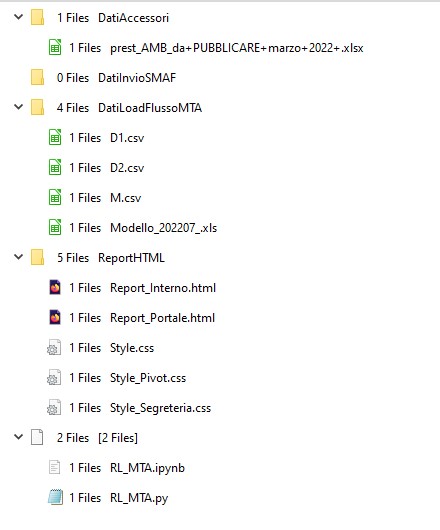 1 Files DatiAccessori
1 Files prest_AMB_da+PUBBLICARE+marzo+2022+.xlsx
0 Files DatiInvioSMAF
4 Files DatiLoadFlussoMTA
1 Files D1.csv
1 Files D2.csv
1 Files M.csv
1 Files Modello_202207_.xls
5 Files ReportHTML
1 Files Report_Interno.html
1 Files Report_Portale.html
1 Files Style.css
1 Files Style_Pivot.css
1 Files Style_Segreteria.css
2 Files [2 Files]
1 Files RL_MTA.ipynb
1 Files RL_MTA.py